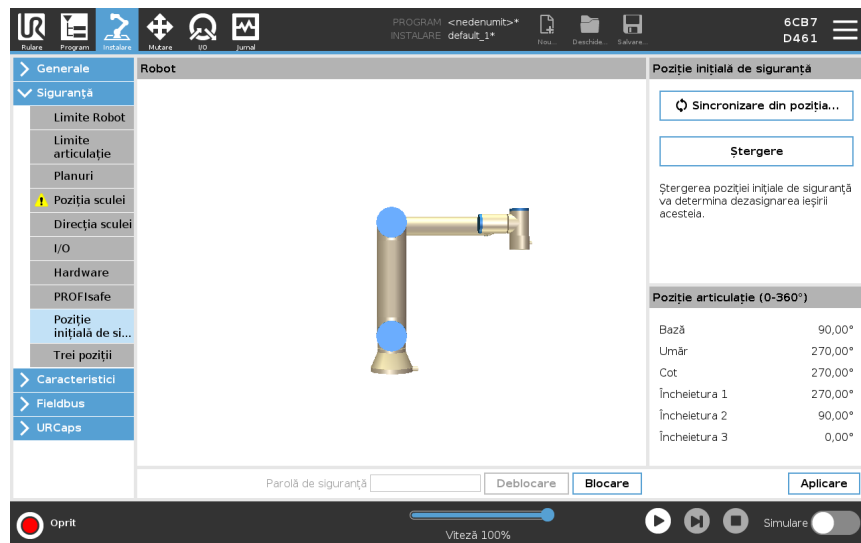 Rulare
Program
Instalare
Mutare
I/O
Jurnal
PROGRAM <nedenumit>*
INSTALARE default_1*
Nou...
Deschide...
Salvare...
6CB7
D461
Generale
Siguranță
Limite Robot
Limite
articulație
Planuri
Poziția sculei
Direcția sculei
I/O
Hardware
PROFIsafe
Poziție
inițială de si...
Trei poziții
Caracteristici
Fieldbus
URCaps
Robot
Poziție inițială de siguranță
Sincronizare din poziția...
Ștergere
Ștergerea poziției inițiale de siguranță
va determina dezasignarea ieșirii
acesteia.
Poziție articulație (0-360°)
Bază 90,00°
Umăr 270,00°
Cot 270,00°
Încheietura 1 270,00°
Încheietura 2 90,00°
Încheietura 3 0,00°
Parolă de siguranță
Deblocare
Blocare
Aplicare
Oprit
Viteză 100%
Simulare